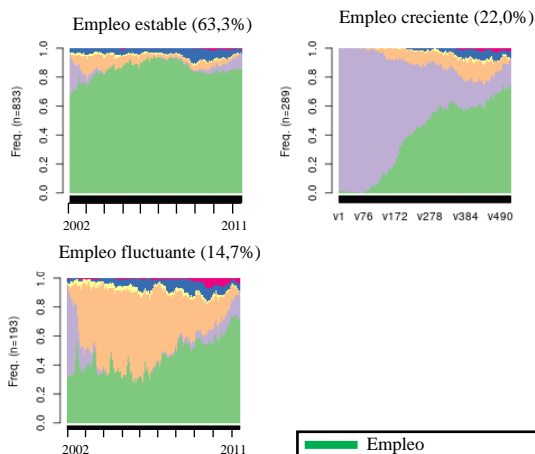 Empleo estable (63,3%)
Freq. (n=833)
0.0 0.2 0.4 0.6 0.8 1.0
2002 2011
Empleo creciente (22,0%)
Freq. (n=289)
0.0 0.2 0.4 0.6 0.8 1.0
v1 v76 v172 v278 v384 v490
Empleo fluctuante (14,7%)
Freq. (n=193)
0.0 0.2 0.4 0.6 0.8 1.0
2002 2011
Empleo